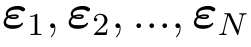 𝜺₁, 𝜺₂, ..., 𝜺_N